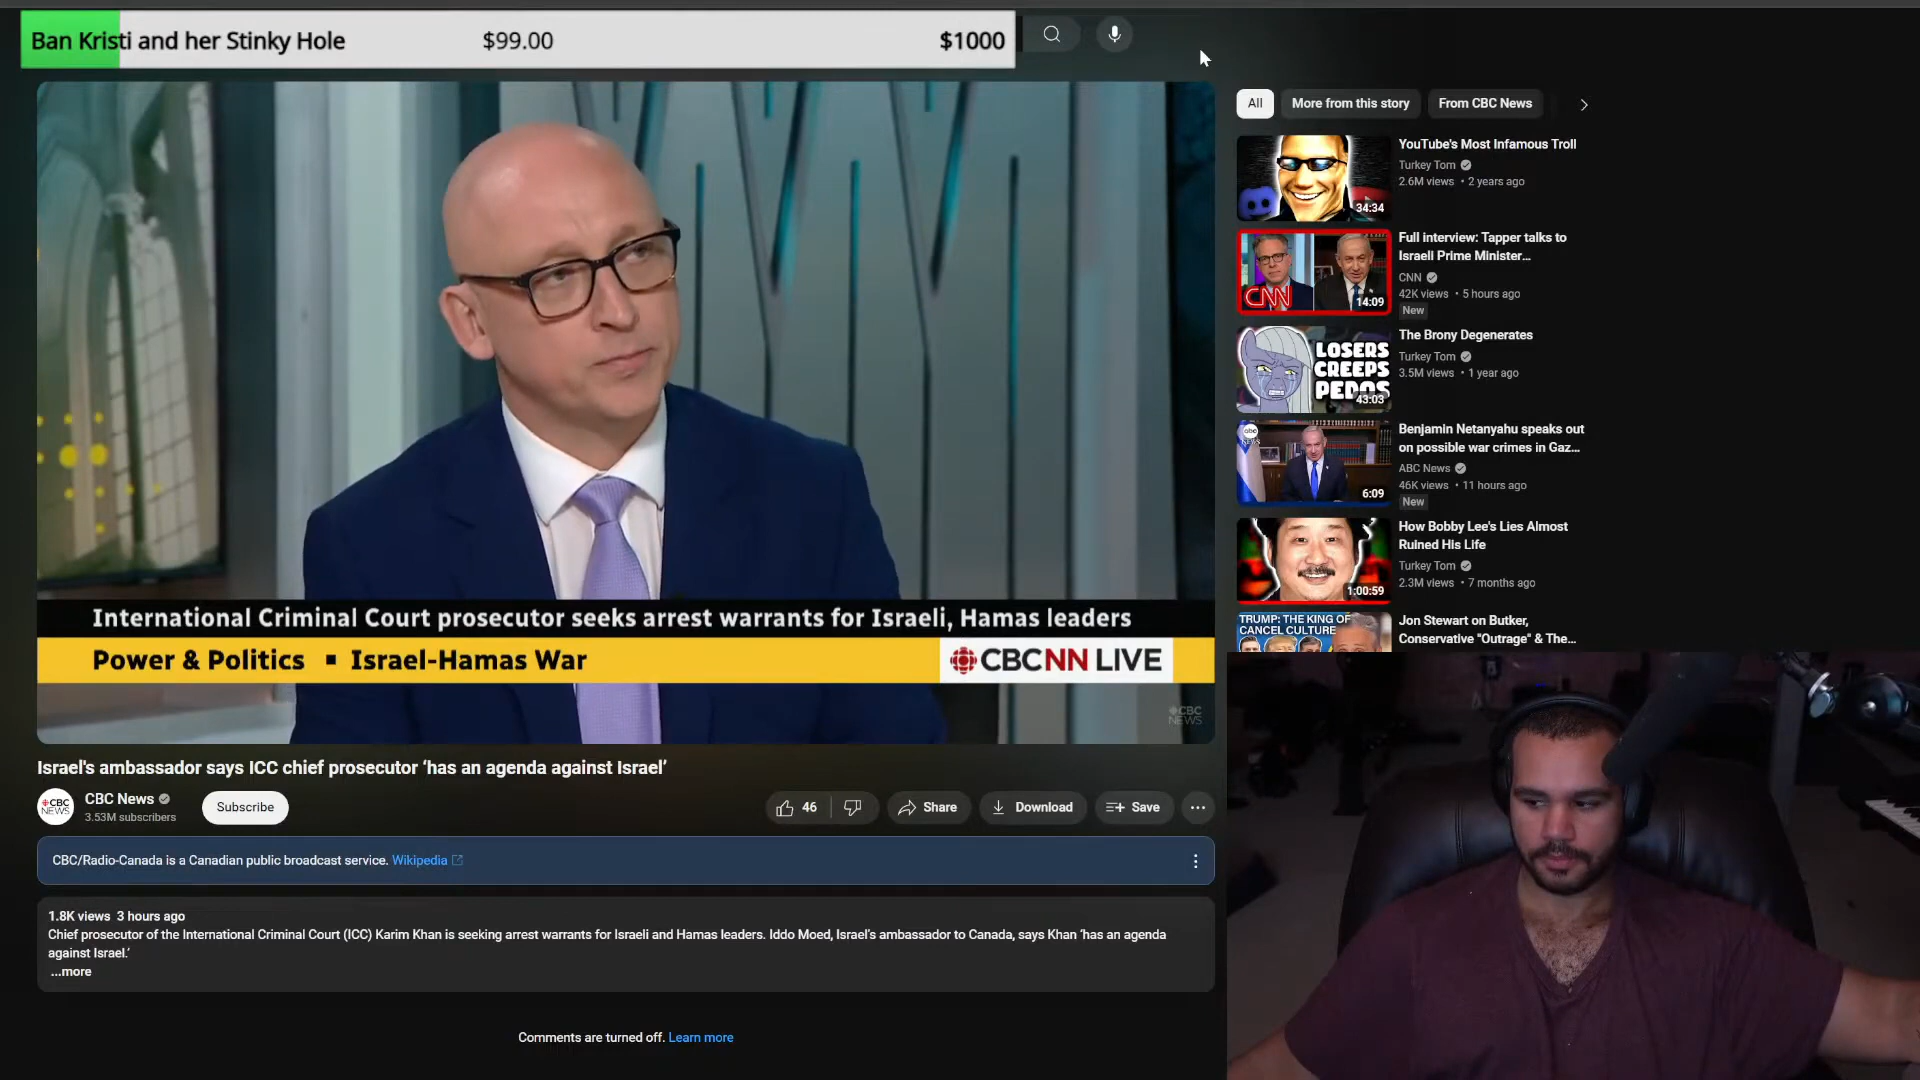 Ban Kristi and her Stinky Hole $99.00 $1000
International Criminal Court prosecutor seeks arrest warrants for Israeli, Hamas leaders
Power & Politics ▪ Israel-Hamas War
CBCNN LIVE
CBC
NEWS
Israel's ambassador says ICC chief prosecutor ‘has an agenda against Israel’
CBC
NEWS
CBC News
3.53M subscribers
Subscribe
46
Share
Download
Save
CBC/Radio-Canada is a Canadian public broadcast service. Wikipedia
1.8K views 3 hours ago
Chief prosecutor of the International Criminal Court (ICC) Karim Khan is seeking arrest warrants for Israeli and Hamas leaders. Iddo Moed, Israel's ambassador to Canada, says Khan ‘has an agenda
against Israel.’
...more
Comments are turned off. Learn more
All
More from this story
From CBC News
34:34
YouTube's Most Infamous Troll
Turkey Tom
2.6M views • 2 years ago
CNN
14:09
Full interview: Tapper talks to
Israeli Prime Minister...
CNN
42K views • 5 hours ago
New
LOSERS
CREEPS
PEDOS
43:03
The Brony Degenerates
Turkey Tom
3.5M views • 1 year ago
abc
NEWS
6:09
Benjamin Netanyahu speaks out
on possible war crimes in Gaz...
ABC News
46K views • 11 hours ago
New
1:00:59
How Bobby Lee's Lies Almost
Ruined His Life
Turkey Tom
2.3M views • 7 months ago
TRUMP: THE KING OF
CANCEL CULTURE
Jon Stewart on Butker,
Conservative "Outrage" & The...